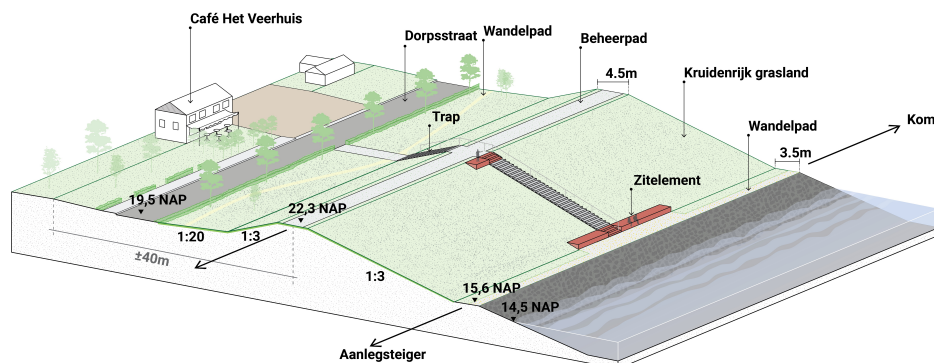 Café Het Veerhuis
Dorpsstraat
Wandelpad
Beheerpad
4.5m
Kruidenrijk grasland
Kom
Trap
Wandelpad
3.5m
Zitelement
19,5 NAP
22,3 NAP
1:20
1:3
±40m
1:3
15,6 NAP
14,5 NAP
Aanlegsteiger